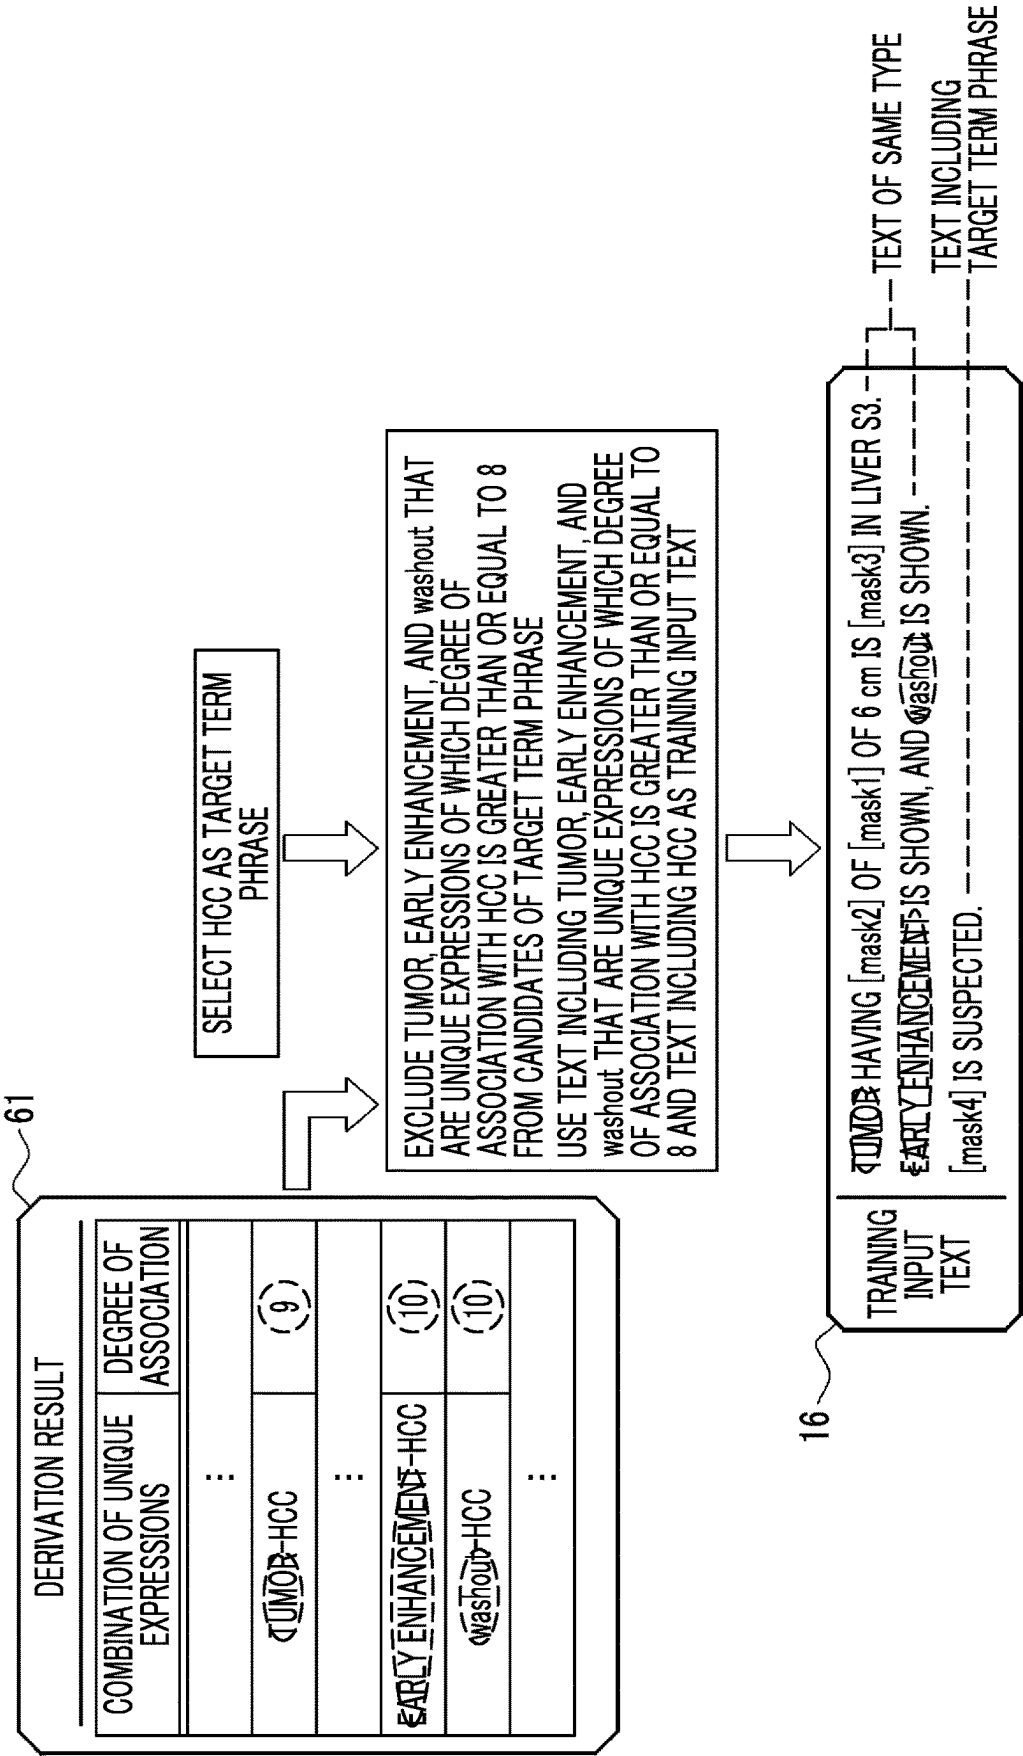 61
DERIVATION RESULT
COMBINATION OF UNIQUE
EXPRESSIONS
DEGREE OF
ASSOCIATION
...
TUMOR-HCC
9
...
EARLY ENHANCEMENT-HCC
10
washout-HCC
10
...
SELECT HCC AS TARGET TERM
PHRASE
EXCLUDE TUMOR, EARLY ENHANCEMENT, AND washout THAT
ARE UNIQUE EXPRESSIONS OF WHICH DEGREE OF
ASSOCIATION WITH HCC IS GREATER THAN OR EQUAL TO 8
FROM CANDIDATES OF TARGET TERM PHRASE
USE TEXT INCLUDING TUMOR, EARLY ENHANCEMENT, AND
washout THAT ARE UNIQUE EXPRESSIONS OF WHICH DEGREE
OF ASSOCIATION WITH HCC IS GREATER THAN OR EQUAL TO
8 AND TEXT INCLUDING HCC AS TRAINING INPUT TEXT
16
TRAINING
INPUT
TEXT
TUMOR HAVING [mask2] OF [mask1] OF 6 cm IS [mask3] IN LIVER S3.
EARLY ENHANCEMENT IS SHOWN, AND washout IS SHOWN.
[mask4] IS SUSPECTED.
TEXT OF SAME TYPE
TEXT INCLUDING
TARGET TERM PHRASE